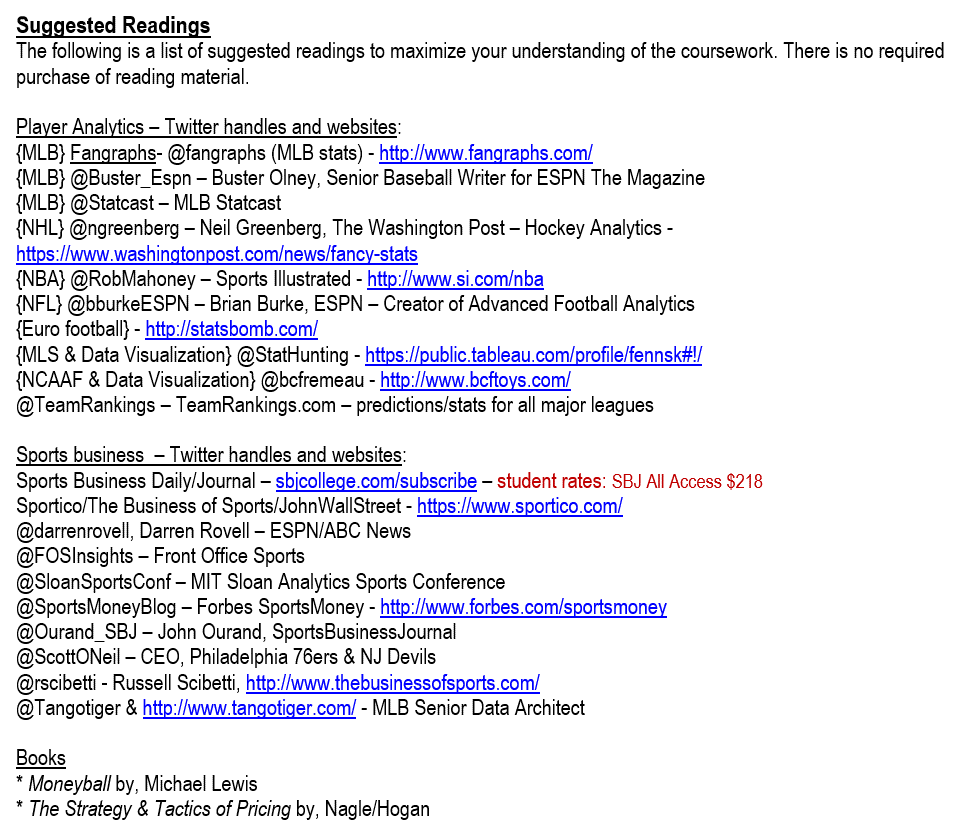 Suggested Readings
The following is a list of suggested readings to maximize your understanding of the coursework. There is no required
purchase of reading material.
Player Analytics – Twitter handles and websites:
{MLB} Fangraphs- @fangraphs (MLB stats) - http://www.fangraphs.com/
{MLB} @Buster_Espn – Buster Olney, Senior Baseball Writer for ESPN The Magazine
{MLB} @Statcast – MLB Statcast
{NHL} @ngreenberg – Neil Greenberg, The Washington Post – Hockey Analytics -
https://www.washingtonpost.com/news/fancy-stats
{NBA} @RobMahoney – Sports Illustrated - http://www.si.com/nba
{NFL} @bburkeESPN – Brian Burke, ESPN – Creator of Advanced Football Analytics
{Euro football} - http://statsbomb.com/
{MLS & Data Visualization} @StatHunting - https://public.tableau.com/profile/fennsk#!/
{NCAAF & Data Visualization} @bcfremeau - http://www.bcftoys.com/
@TeamRankings – TeamRankings.com – predictions/stats for all major leagues
Sports business  – Twitter handles and websites:
Sports Business Daily/Journal – sbjcollege.com/subscribe – student rates: SBJ All Access $218
Sportico/The Business of Sports/JohnWallStreet - https://www.sportico.com/
@darrenrovell, Darren Rovell – ESPN/ABC News
@FOSInsights – Front Office Sports
@SloanSportsConf – MIT Sloan Analytics Sports Conference
@SportsMoneyBlog – Forbes SportsMoney - http://www.forbes.com/sportsmoney
@Ourand_SBJ – John Ourand, SportsBusinessJournal
@ScottONeil – CEO, Philadelphia 76ers & NJ Devils
@rscibetti - Russell Scibetti, http://www.thebusinessofsports.com/
@Tangotiger & http://www.tangotiger.com/ - MLB Senior Data Architect
Books
* Moneyball by, Michael Lewis
* The Strategy & Tactics of Pricing by, Nagle/Hogan